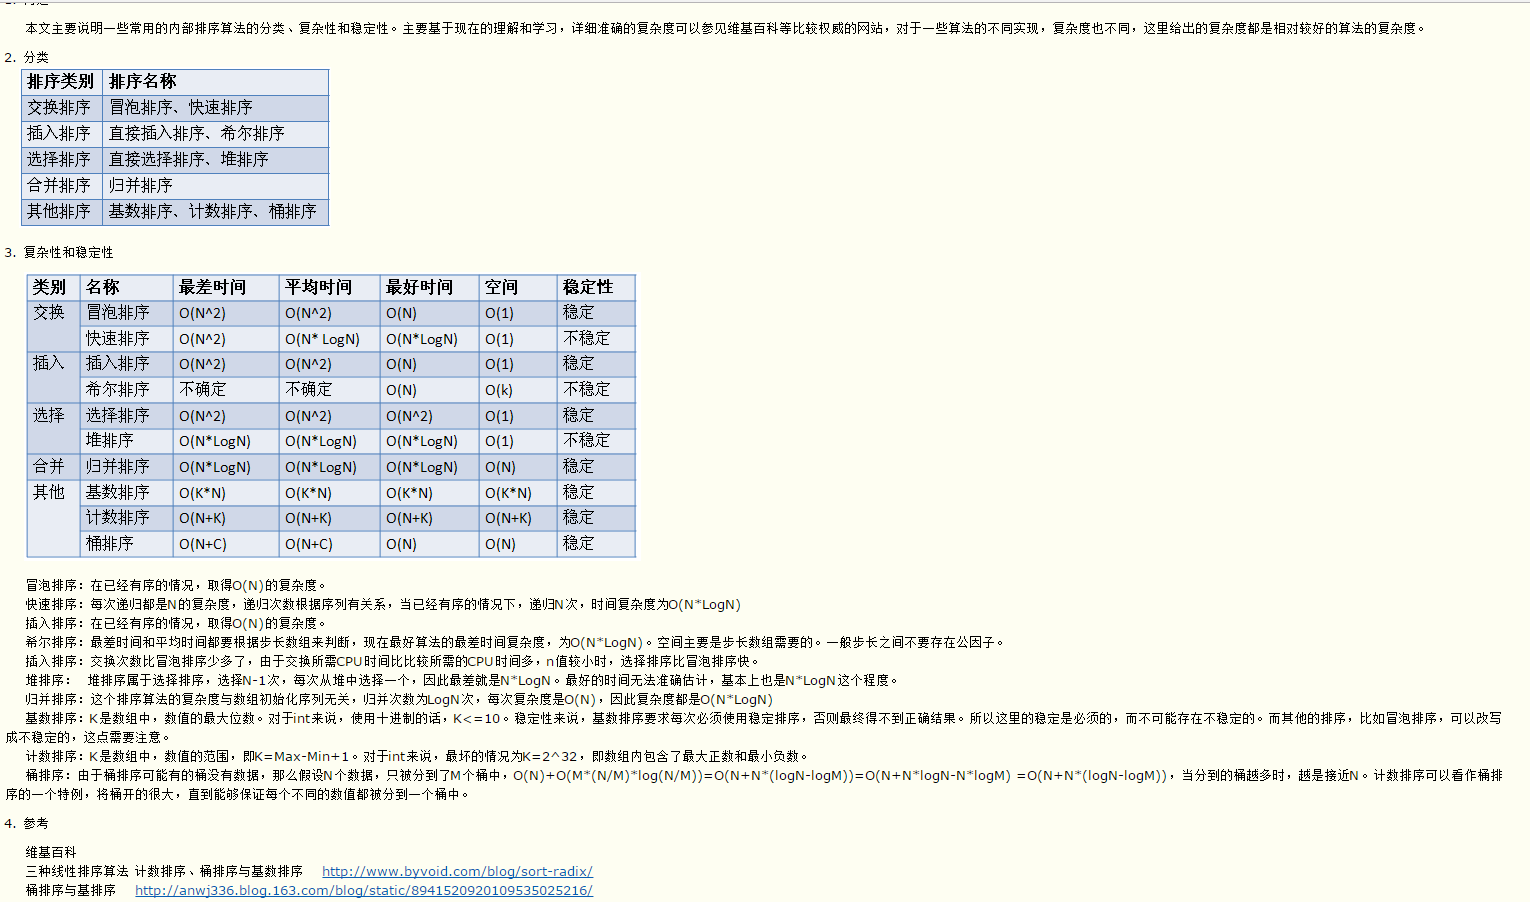 本文主要说明一些常用的内部排序算法的分类、复杂性和稳定性。主要基于现在的理解和学习，详细准确的复杂度可以参见维基百科等比较权威的网站，对于一些算法的不同实现，复杂度也不同，这里给出的复杂度都是相对较好的算法的复杂度。
2. 分类
排序类别 排序名称
交换排序 冒泡排序、快速排序
插入排序 直接插入排序、希尔排序
选择排序 直接选择排序、堆排序
合并排序 归并排序
其他排序 基数排序、计数排序、桶排序
3. 复杂性和稳定性
类别 名称 最差时间 平均时间 最好时间 空间 稳定性
交换 冒泡排序 O(N^2) O(N^2) O(N) O(1) 稳定
快速排序 O(N^2) O(N* LogN) O(N*LogN) O(1) 不稳定
插入 插入排序 O(N^2) O(N^2) O(N) O(1) 稳定
希尔排序 不确定 不确定 O(N) O(k) 不稳定
选择 选择排序 O(N^2) O(N^2) O(N^2) O(1) 稳定
堆排序 O(N*LogN) O(N*LogN) O(N*LogN) O(1) 不稳定
合并 归并排序 O(N*LogN) O(N*LogN) O(N*LogN) O(N) 稳定
其他 基数排序 O(K*N) O(K*N) O(K*N) O(K*N) 稳定
计数排序 O(N+K) O(N+K) O(N+K) O(N+K) 稳定
桶排序 O(N+C) O(N+C) O(N) O(N) 稳定
冒泡排序：在已经有序的情况，取得O(N)的复杂度。
快速排序：每次递归都是N的复杂度，递归次数根据序列有关系，当已经有序的情况下，递归N次，时间复杂度为O(N*LogN)
插入排序：在已经有序的情况，取得O(N)的复杂度。
希尔排序：最差时间和平均时间都要根据步长数组来判断，现在最好算法的最差时间复杂度，为O(N*LogN)。空间主要是步长数组需要的。一般步长之间不要存在公因子。
插入排序：交换次数比冒泡排序少多了，由于交换所需CPU时间比比较所需的CPU时间多，n值较小时，选择排序比冒泡排序快。
堆排序： 堆排序属于选择排序，选择N-1次，每次从堆中选择一个，因此最差就是N*LogN。最好的时间无法准确估计，基本上也是N*LogN这个程度。
归并排序：这个排序算法的复杂度与数组初始化序列无关，归并次数为LogN次，每次复杂度是O(N)，因此复杂度都是O(N*LogN)
基数排序：K是数组中，数值的最大位数。对于int来说，使用十进制的话，K<=10。稳定性来说，基数排序要求每次必须使用稳定排序，否则最终得不到正确结果。所以这里的稳定是必须的，而不可能存在不稳定的。而其他的排序，比如冒泡排序，可以改写
成不稳定的，这点需要注意。
计数排序：K是数组中，数值的范围，即K=Max-Min+1。对于int来说，最坏的情况为K=2^32，即数组内包含了最大正数和最小负数。
桶排序：由于桶排序可能有的桶没有数据，那么假设N个数据，只被分到了M个桶中，O(N)+O(M*(N/M)*log(N/M))=O(N+N*(logN-logM))=O(N+N*logN-N*logM) =O(N+N*(logN-logM))，当分到的桶越多时，越是接近N。计数排序可以看作桶排
序的一个特例，将桶开的很大，直到能够保证每个不同的数值都被分到一个桶中。
4. 参考
维基百科
三种线性排序算法 计数排序、桶排序与基数排序 http://www.byvoid.com/blog/sort-radix/
桶排序与基排序 http://anwj336.blog.163.com/blog/static/8941520920109535025216/